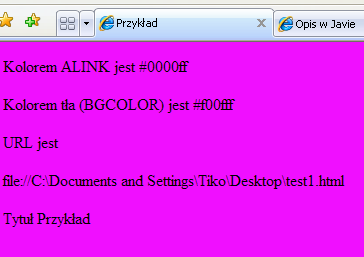 Przykład
Opis w Javie
Kolorem ALINK jest #0000ff
Kolorem tła (BGCOLOR) jest #f00fff
URL jest
file://C:\Documents and Settings\Tiko\Desktop\test1.html
Tytuł Przykład